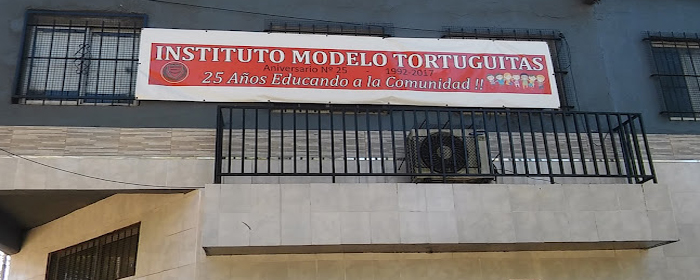 INSTITUTO MODELO TORTUGUITAS
Aniversario Nº 25 1992-2017
25 Años Educando a la Comunidad !!